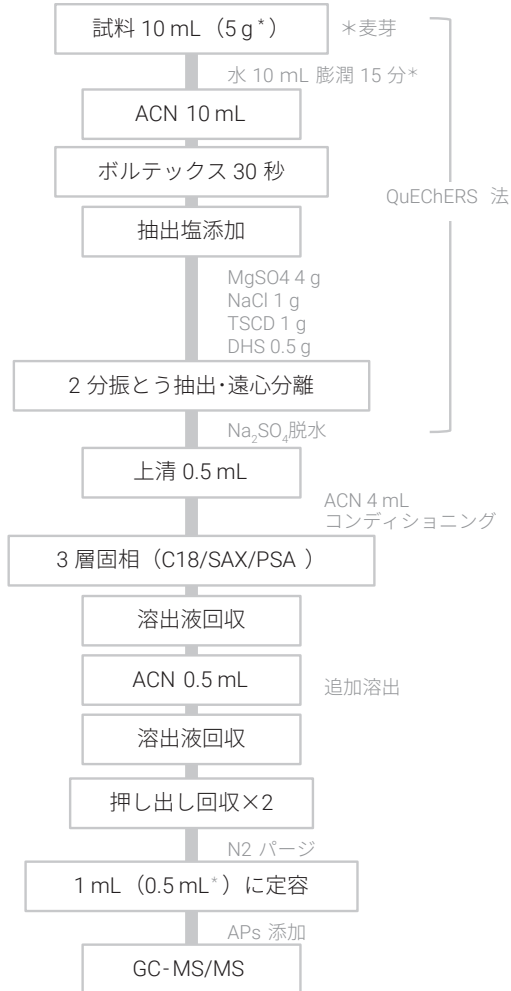 試料 10 mL （5 g*）
＊麦芽
水 10 mL 膨潤 15 分*
ACN 10 mL
ボルテックス 30 秒
QuEChERS 法
抽出塩添加
MgSO4 4 g
NaCl 1 g
TSCD 1 g
DHS 0.5 g
2 分振とう抽出･遠心分離
Na₂SO₄脱水
上清 0.5 mL
ACN 4 mL
コンディショニング
3 層固相（C18/SAX/PSA ）
溶出液回収
ACN 0.5 mL
追加溶出
溶出液回収
押し出し回収×2
N2 パージ
1 mL（0.5 mL*）に定容
APs 添加
GC-MS/MS